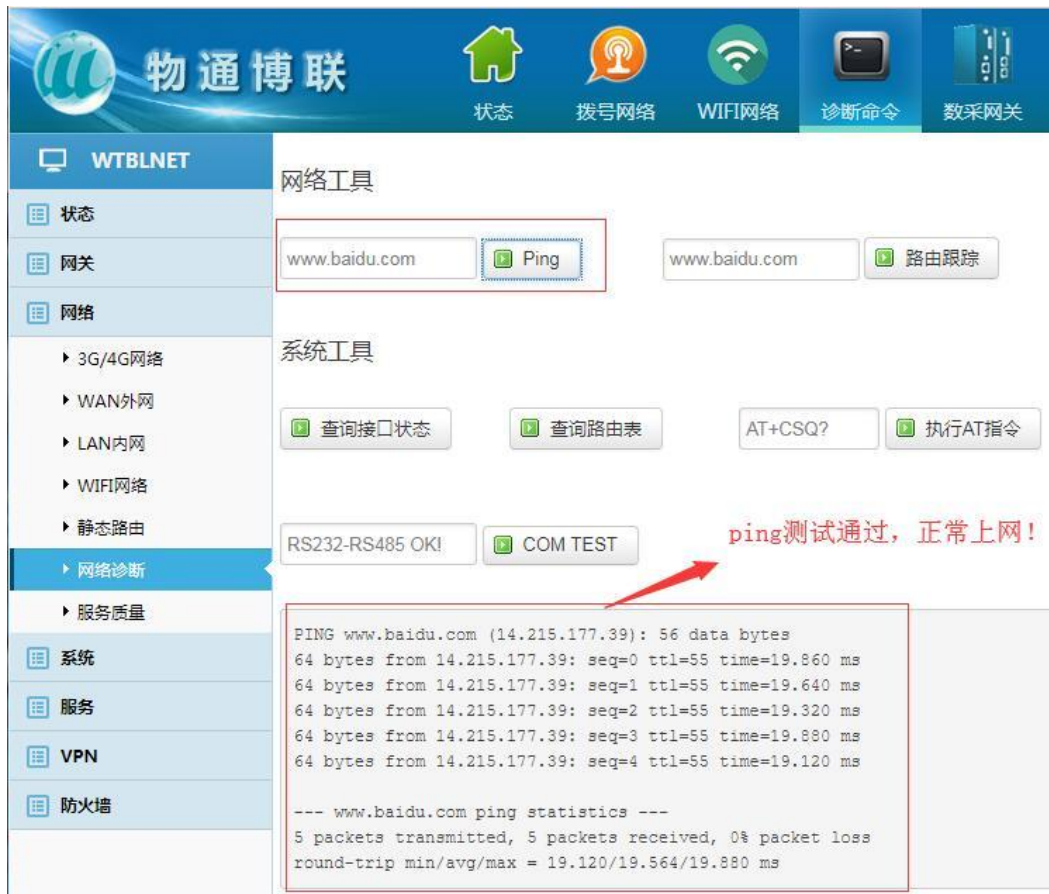 物通博联
状态 拨号网络 WIFI网络 诊断命令 数采网关
WTBLNET
状态
网关
网络
3G/4G网络
WAN外网
LAN内网
WIFI网络
静态路由
网络诊断
服务质量
系统
服务
VPN
防火墙
网络工具
www.baidu.com Ping www.baidu.com 路由跟踪
系统工具
查询接口状态 查询路由表 AT+CSQ? 执行AT指令
RS232-RS485 OK! COM TEST
ping测试通过，正常上网！
PING www.baidu.com (14.215.177.39): 56 data bytes
64 bytes from 14.215.177.39: seq=0 ttl=55 time=19.860 ms
64 bytes from 14.215.177.39: seq=1 ttl=55 time=19.640 ms
64 bytes from 14.215.177.39: seq=2 ttl=55 time=19.320 ms
64 bytes from 14.215.177.39: seq=3 ttl=55 time=19.880 ms
64 bytes from 14.215.177.39: seq=4 ttl=55 time=19.120 ms
--- www.baidu.com ping statistics ---
5 packets transmitted, 5 packets received, 0% packet loss
round-trip min/avg/max = 19.120/19.564/19.880 ms